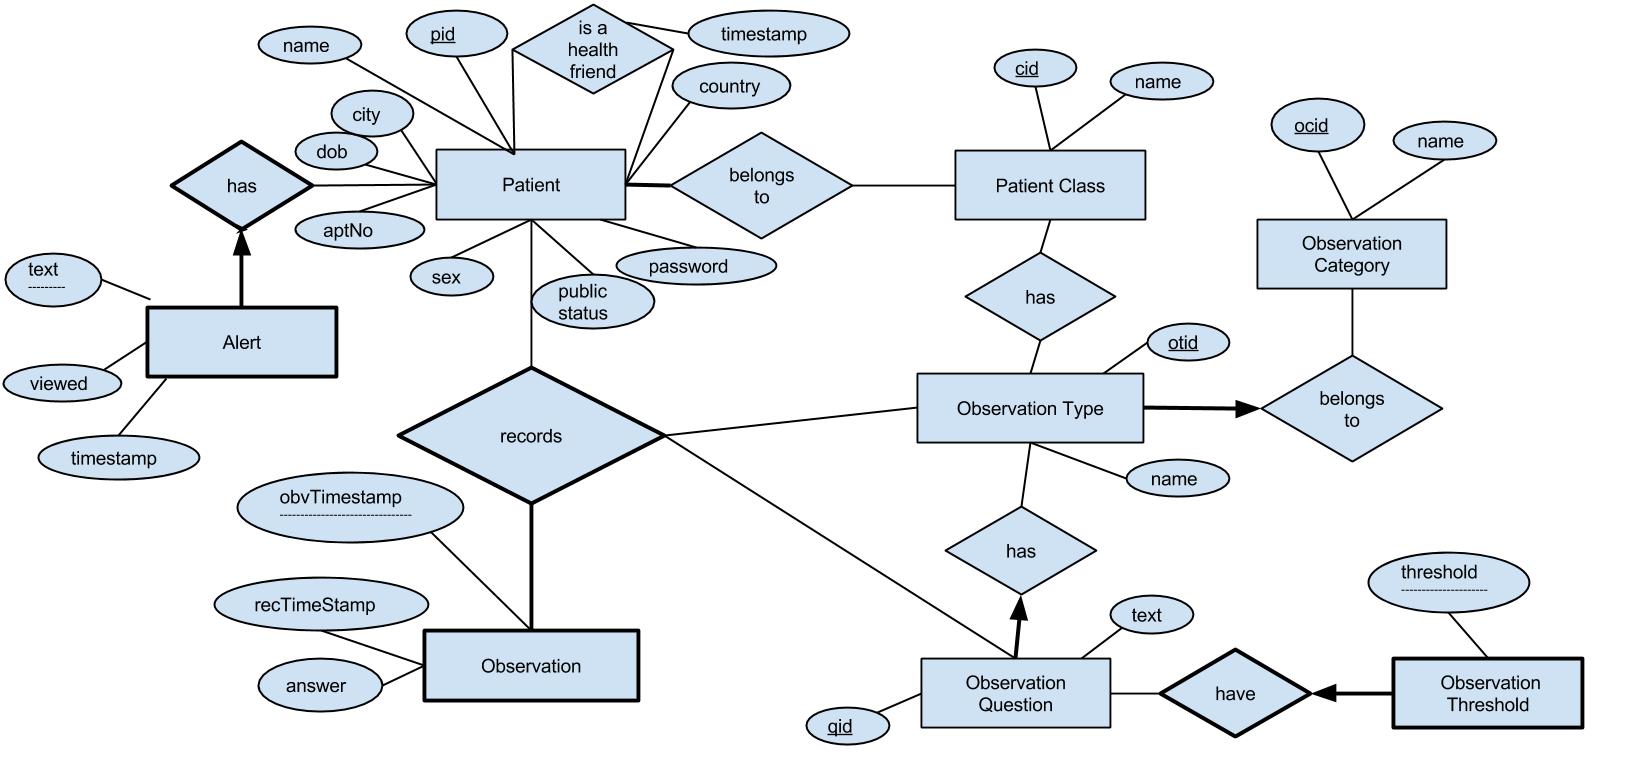 is a
health
friend
timestamp
pid
name
country
cid
name
city
ocid
name
dob
has
Patient
belongs
to
Patient Class
aptNo
Observation
Category
password
sex
public
status
text
has
Alert
otid
viewed
Observation Type
belongs
to
records
timestamp
name
obvTimestamp
has
threshold
recTimeStamp
text
Observation
answer
Observation
Question
have
Observation
Threshold
qid